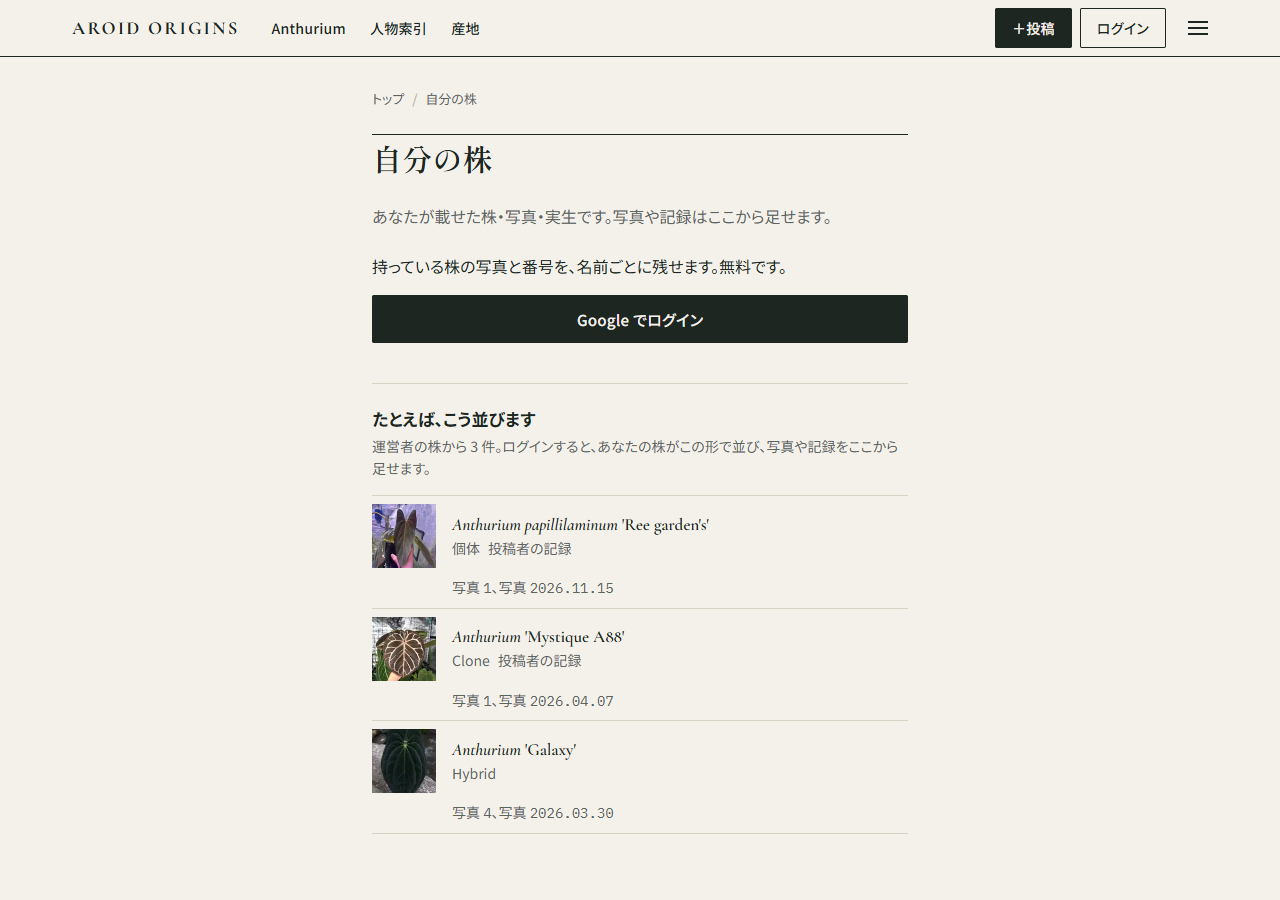 AROID ORIGINS
Anthurium
人物索引
産地
＋投稿
ログイン
トップ / 自分の株
自分の株
あなたが載せた株・写真・実生です。写真や記録はここから足せます。
持っている株の写真と番号を、名前ごとに残せます。無料です。
Google でログイン
たとえば、こう並びます
運営者の株から 3 件。ログインすると、あなたの株がこの形で並び、写真や記録をここから
足せます。
Anthurium papillilaminum 'Ree garden's'
個体 投稿者の記録
写真 1、写真 2026.11.15
Anthurium 'Mystique A88'
Clone 投稿者の記録
写真 1、写真 2026.04.07
Anthurium 'Galaxy'
Hybrid
写真 4、写真 2026.03.30